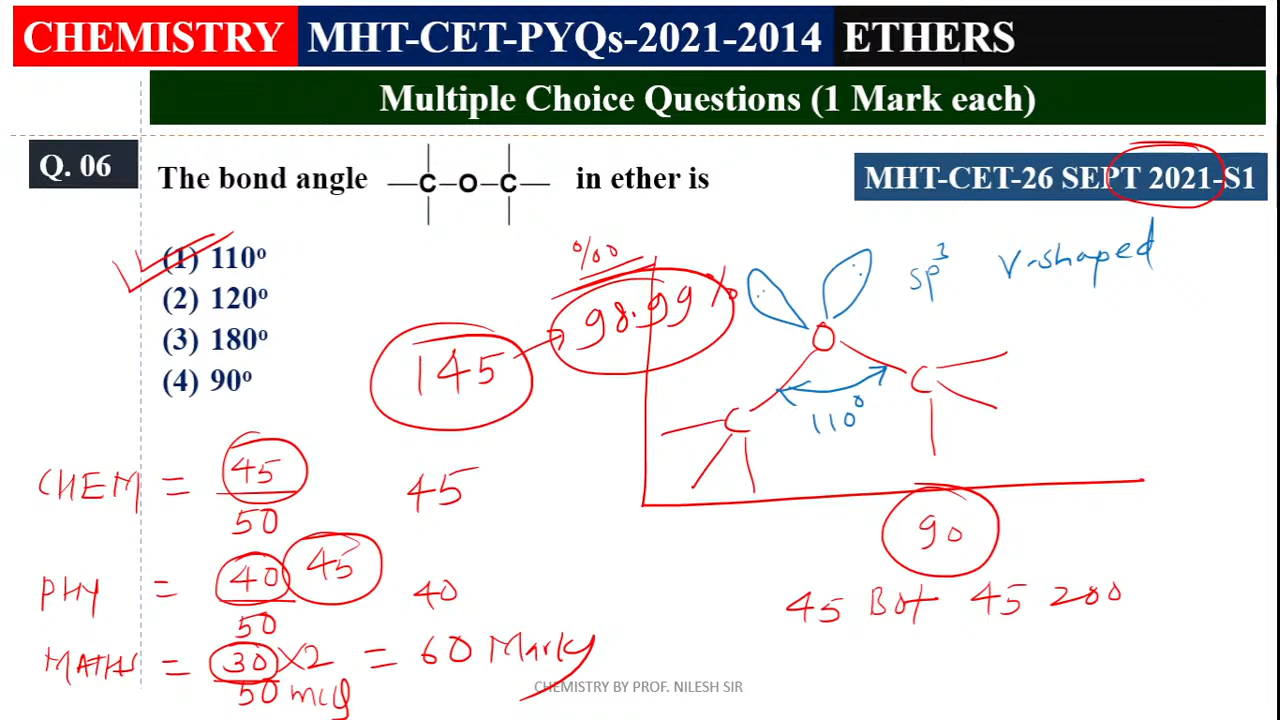 CHEMISTRY MHT-CET-PYQs-2021-2014 ETHERS
Multiple Choice Questions (1 Mark each)
Q. 06 The bond angle —C—O—C— in ether is MHT-CET-26 SEPT 2021-S1
(1) 110°
(2) 120°
(3) 180°
(4) 90°
98.99%
145
sp³ V-shaped
O
C C
110°
CHEM = 45/50 45
PHY = 40/50 45 40
MATHS = 30/50 ×2 = 60 Marks
mcq
90
45 Bot 45 200
CHEMISTRY BY PROF. NILESH SIR